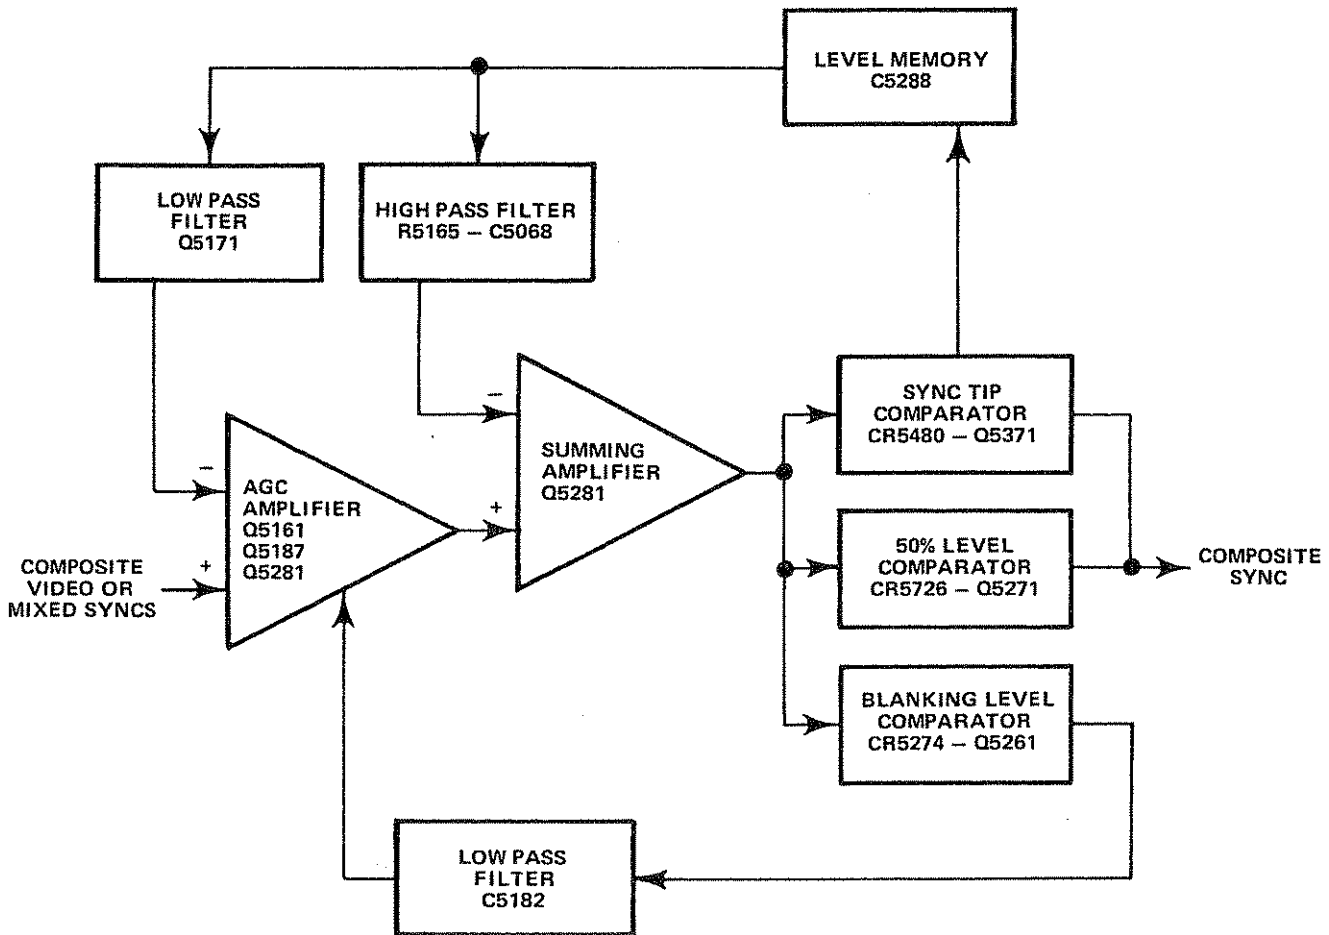 LEVEL MEMORY
C5288
LOW PASS
FILTER
Q5171
HIGH PASS FILTER
R5165 – C5068
–
SYNC TIP
COMPARATOR
CR5480 – Q5371
SUMMING
AMPLIFIER
Q5281
–
AGC
AMPLIFIER
Q5161
Q5187
Q5281
+
COMPOSITE
VIDEO OR
MIXED SYNCS
+
50% LEVEL
COMPARATOR
CR5726 – Q5271
COMPOSITE
SYNC
BLANKING LEVEL
COMPARATOR
CR5274 – Q5261
LOW PASS
FILTER
C5182